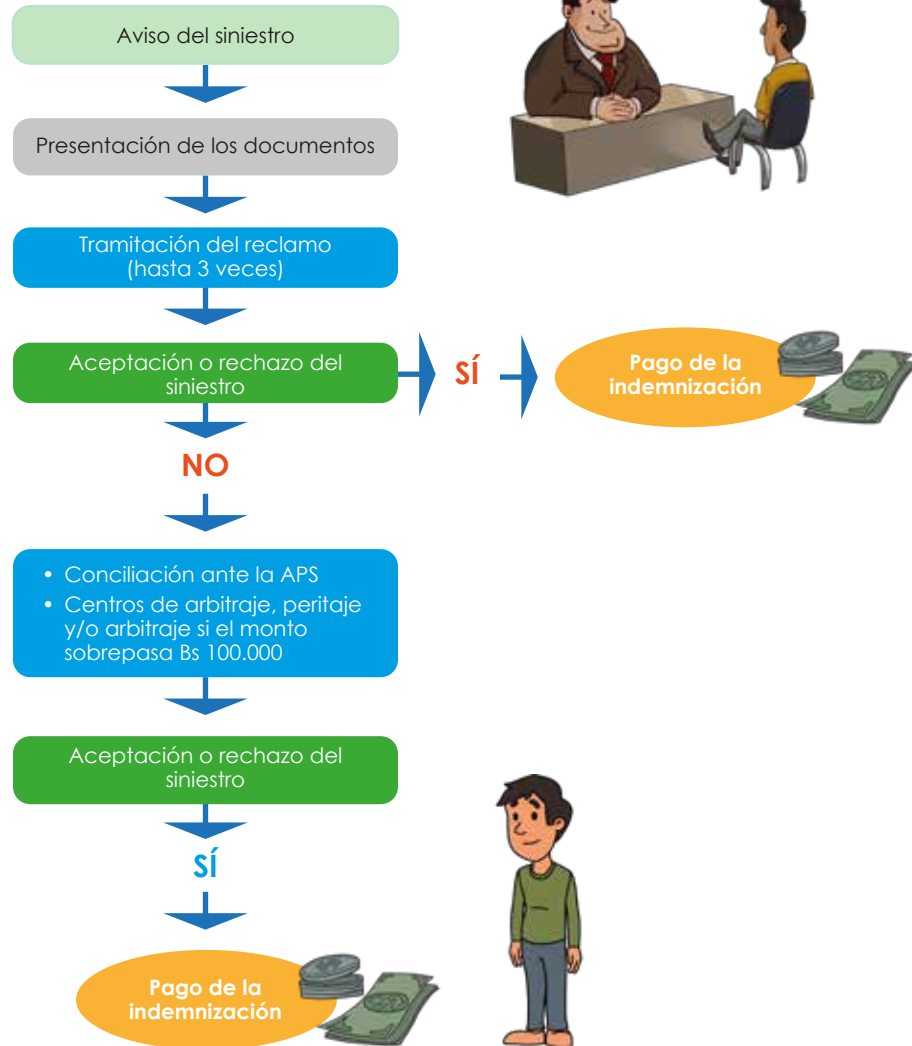 Aviso del siniestro
Presentación de los documentos
Tramitación del reclamo
(hasta 3 veces)
Aceptación o rechazo del
siniestro
SÍ
Pago de la
indemnización
NO
• Conciliación ante la APS
• Centros de arbitraje, peritaje
y/o arbitraje si el monto
sobrepasa Bs 100.000
Aceptación o rechazo del
siniestro
SÍ
Pago de la
indemnización